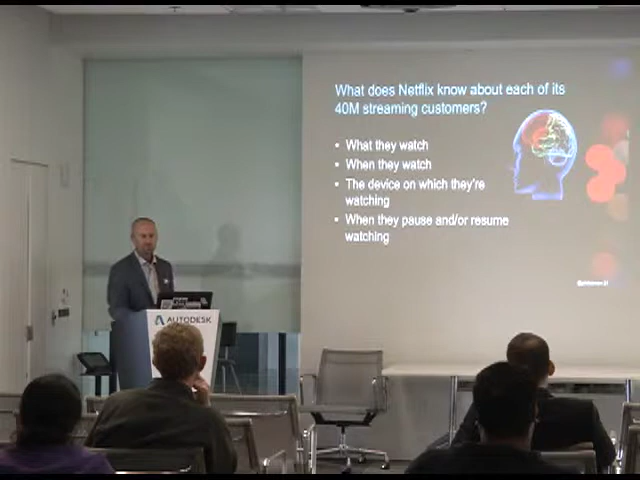 What does Netflix know about each of its
40M streaming customers?
• What they watch
• When they watch
• The device on which they're
watching
• When they pause and/or resume
watching
AUTODESK